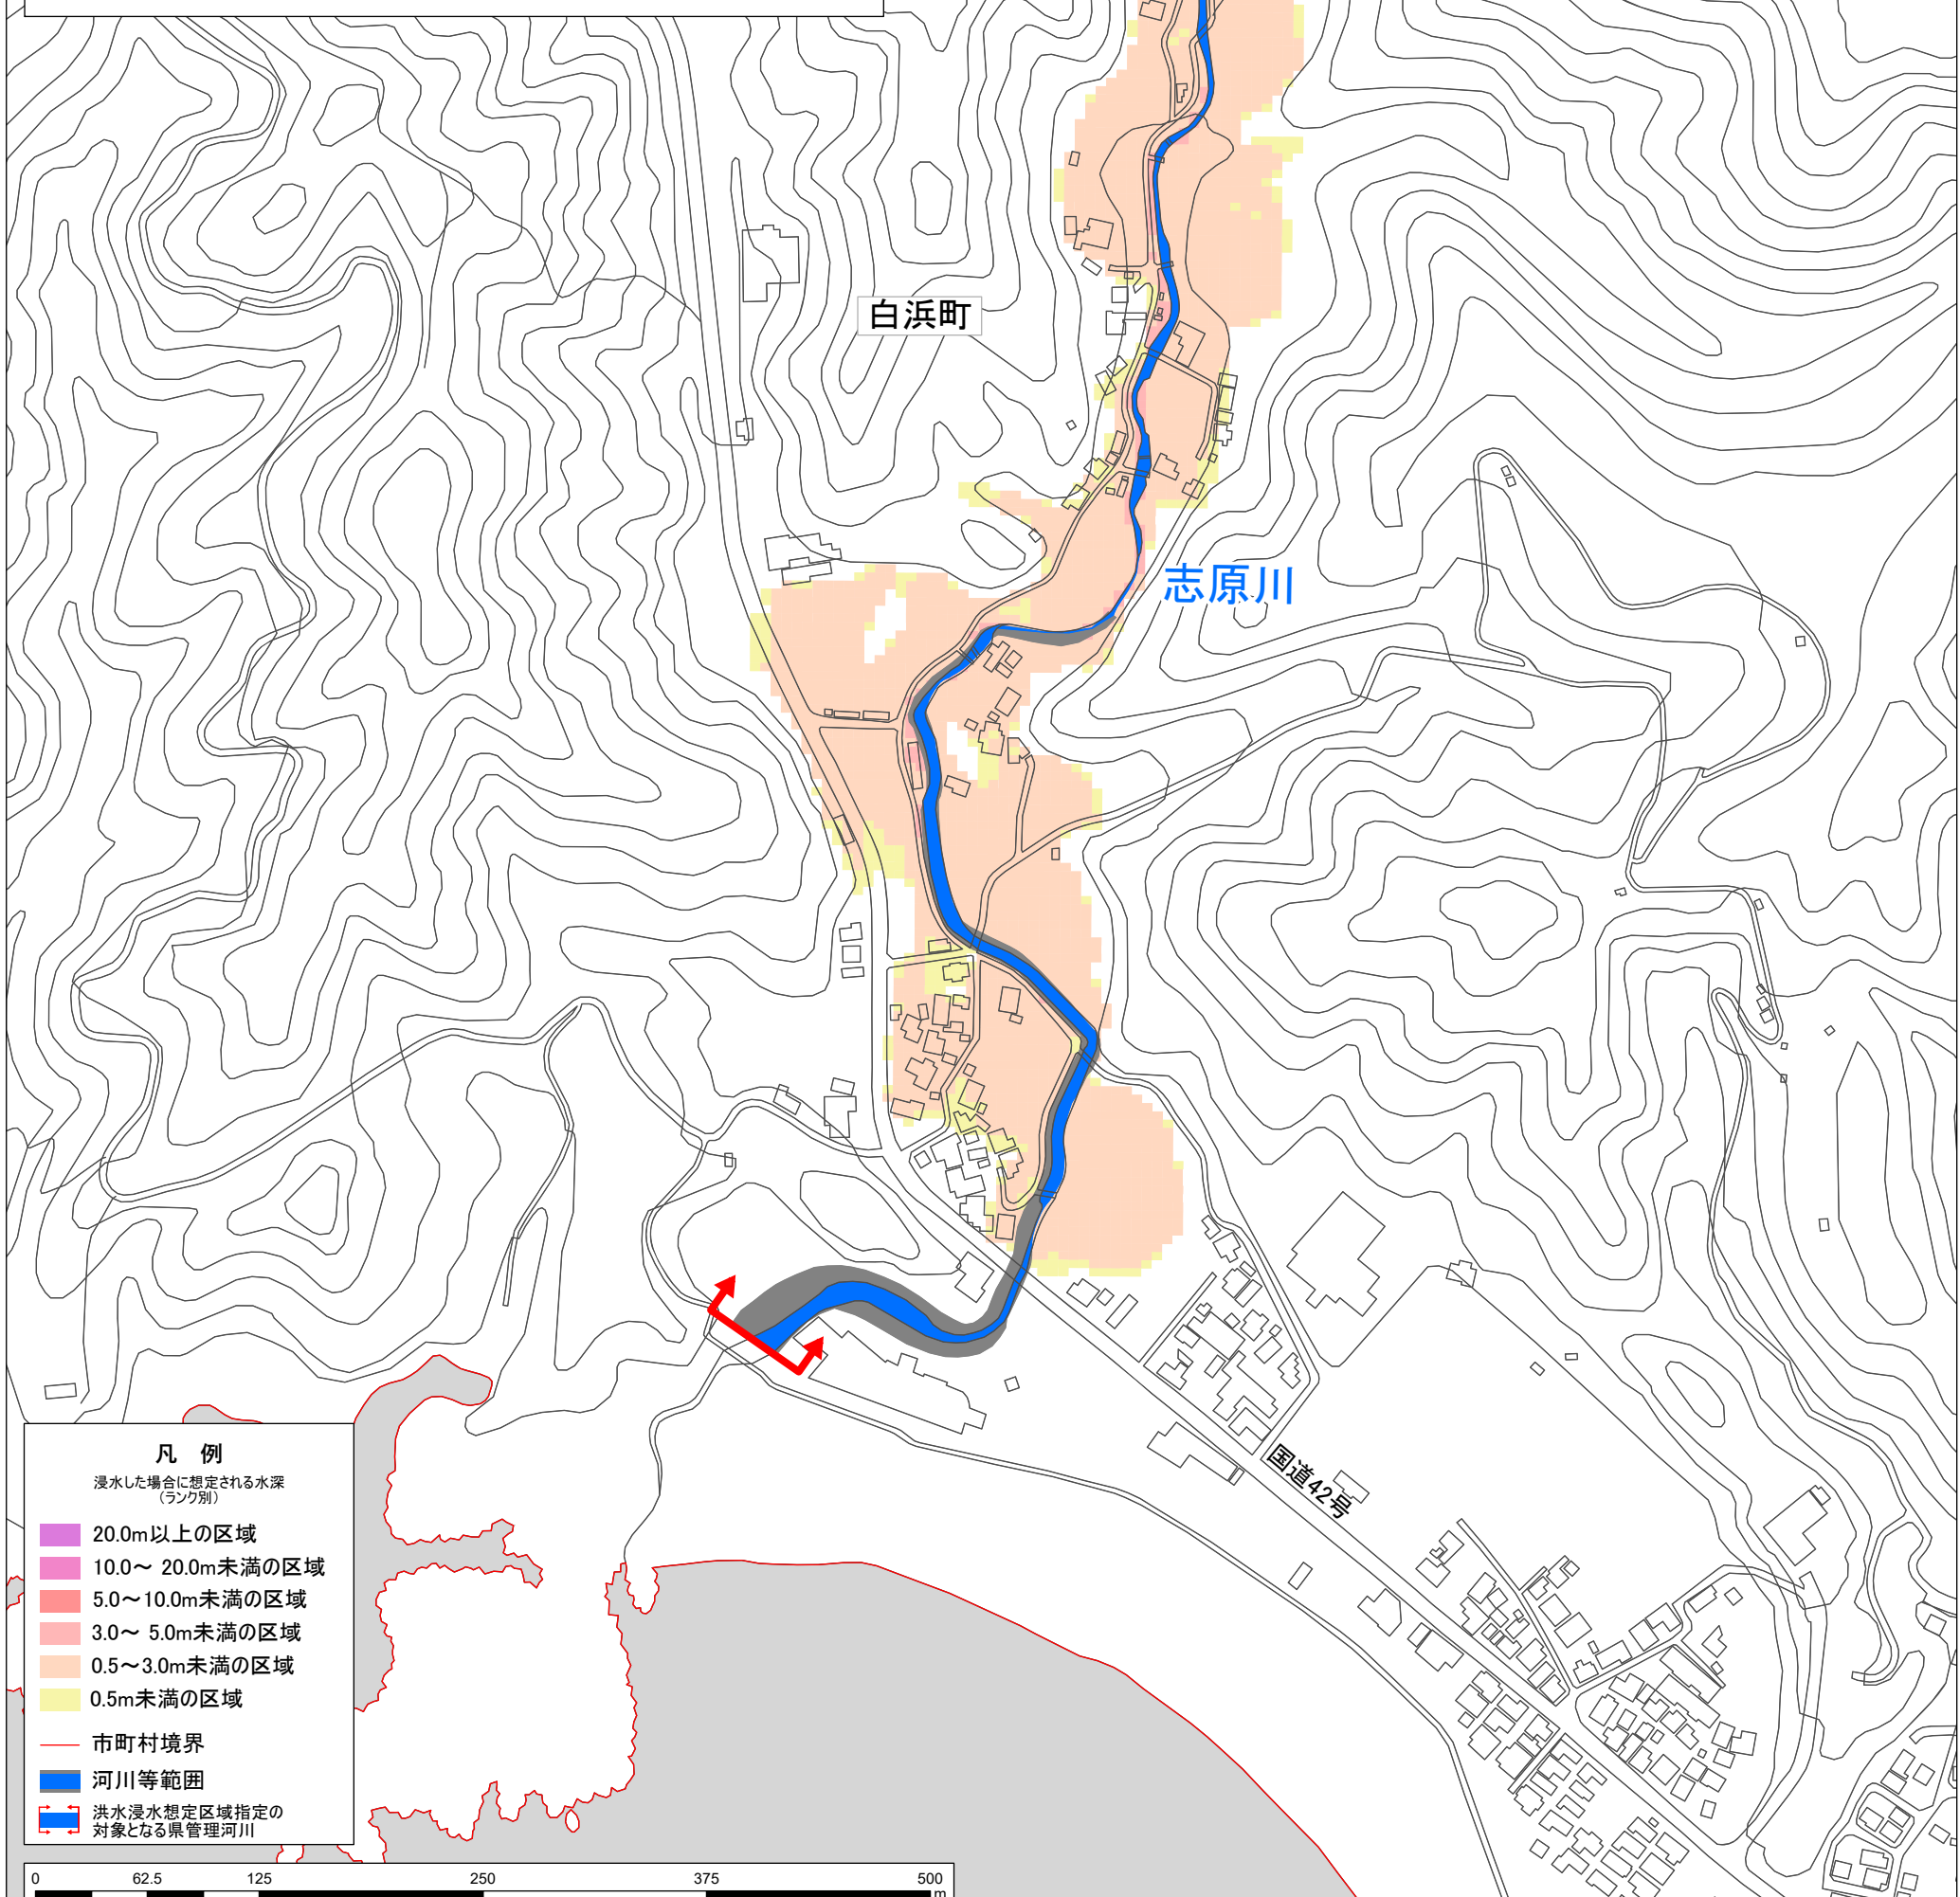 白浜町
志原川
国道42号
凡 例
浸水した場合に想定される水深
（ランク別）
20.0m以上の区域
10.0～ 20.0m未満の区域
5.0～10.0m未満の区域
3.0～ 5.0m未満の区域
0.5～3.0m未満の区域
0.5m未満の区域
市町村境界
河川等範囲
洪水浸水想定区域指定の
対象となる県管理河川
0 62.5 125 250 375 500
m